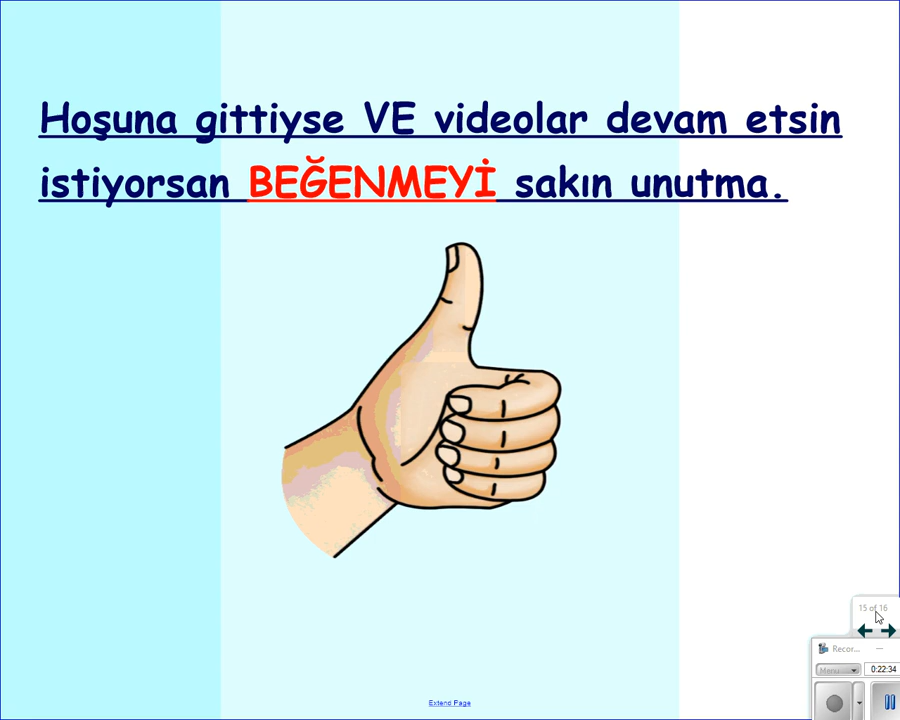 Hoşuna gittiyse VE videolar devam etsin
istiyorsan BEĞENMEYİ sakın unutma.
15 of 16
Recor...
Menu
0:22:34
Extend Page